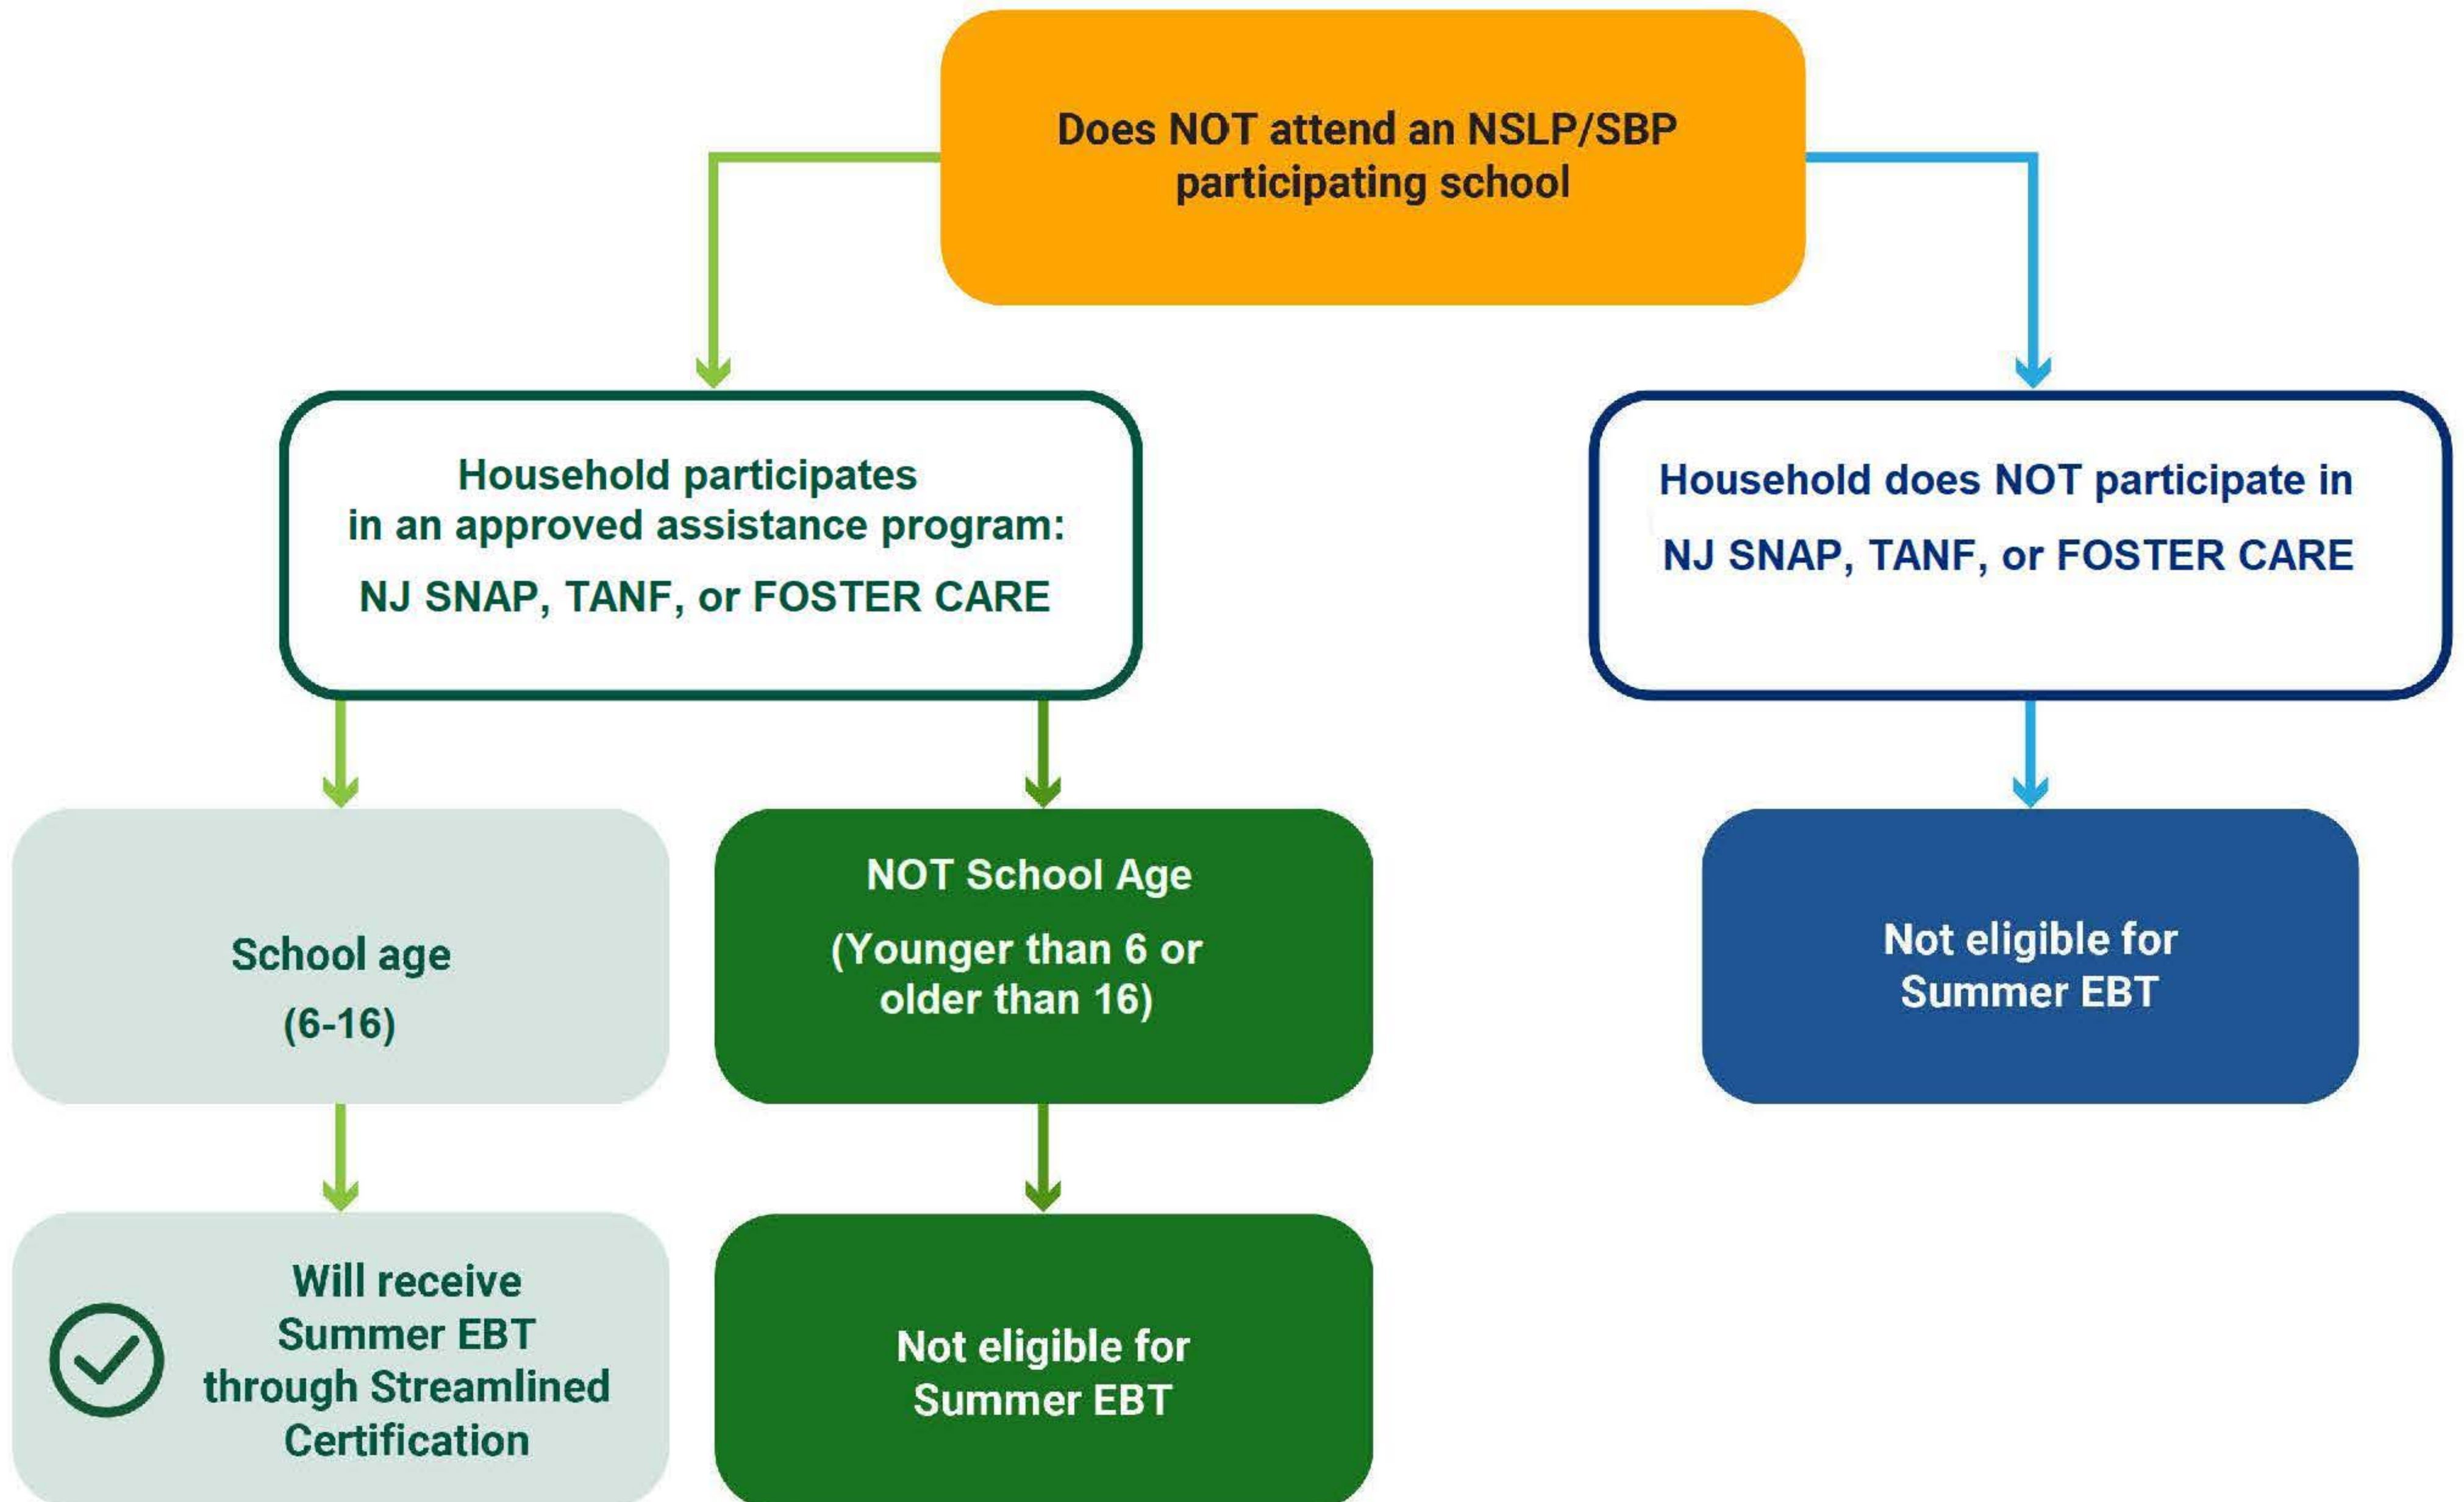 Does NOT attend an NSLP/SBP
participating school
Household participates
in an approved assistance program:
NJ SNAP, TANF, or FOSTER CARE
Household does NOT participate in
NJ SNAP, TANF, or FOSTER CARE
School age
(6-16)
NOT School Age
(Younger than 6 or
older than 16)
Not eligible for
Summer EBT
Will receive
Summer EBT
through Streamlined
Certification
Not eligible for
Summer EBT